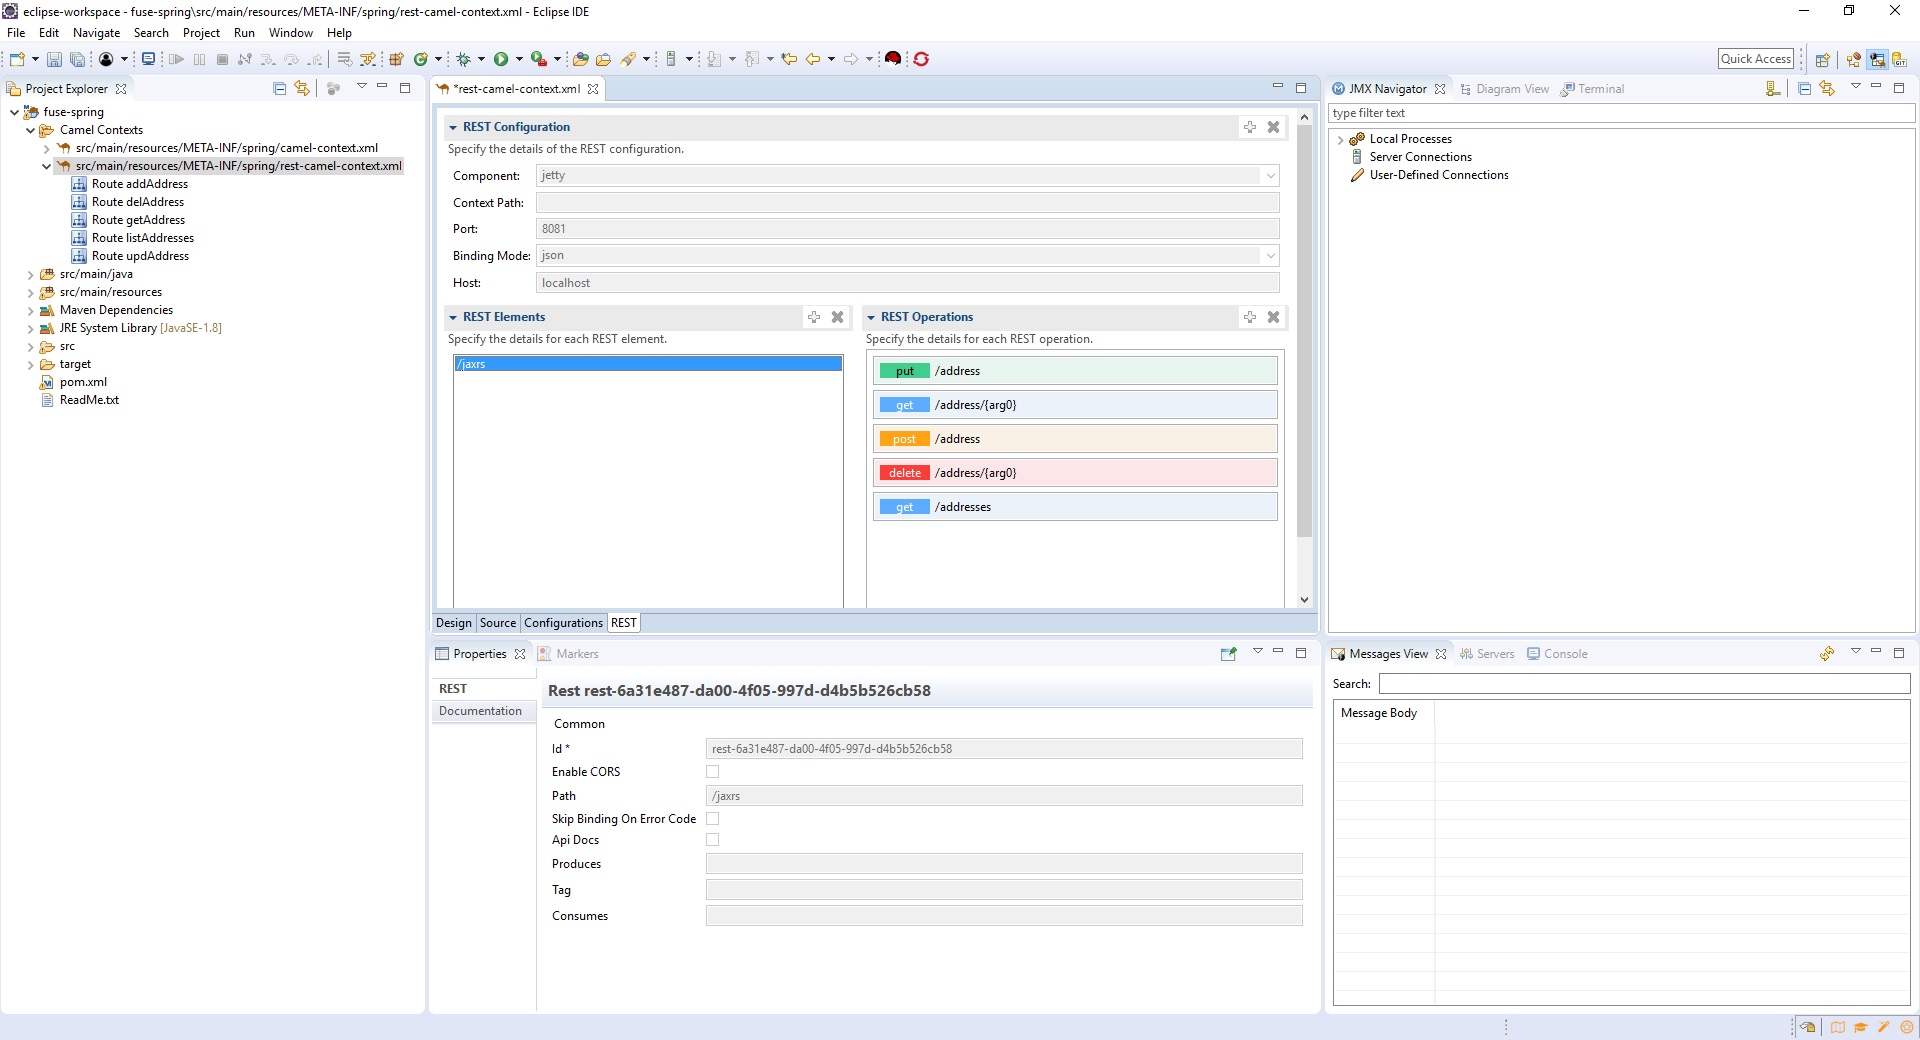 eclipse-workspace - fuse-spring\src/main/resources/META-INF/spring/rest-camel-context.xml - Eclipse IDE
File Edit Navigate Search Project Run Window Help
Quick Access
Project Explorer
fuse-spring
Camel Contexts
src/main/resources/META-INF/spring/camel-context.xml
src/main/resources/META-INF/spring/rest-camel-context.xml
Route addAddress
Route delAddress
Route getAddress
Route listAddresses
Route updAddress
src/main/java
src/main/resources
Maven Dependencies
JRE System Library [JavaSE-1.8]
src
target
pom.xml
ReadMe.txt
*rest-camel-context.xml
REST Configuration
Specify the details of the REST configuration.
Component: jetty
Context Path:
Port: 8081
Binding Mode: json
Host: localhost
REST Elements
Specify the details for each REST element.
/jaxrs
REST Operations
Specify the details for each REST operation.
put /address
get /address/{arg0}
post /address
delete /address/{arg0}
get /addresses
Design Source Configurations REST
Properties Markers
REST
Documentation
Rest rest-6a31e487-da00-4f05-997d-d4b5b526cb58
Common
Id * rest-6a31e487-da00-4f05-997d-d4b5b526cb58
Enable CORS
Path /jaxrs
Skip Binding On Error Code
Api Docs
Produces
Tag
Consumes
JMX Navigator Diagram View Terminal
type filter text
Local Processes
Server Connections
User-Defined Connections
Messages View Servers Console
Search:
Message Body